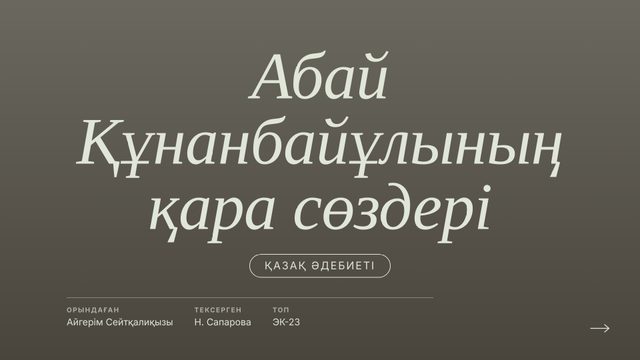 Абай
Құнанбайұлының
қара сөздері
ҚАЗАҚ ӘДЕБИЕТІ
ОРЫНДАҒАН ТЕКСЕРГЕН ТОП
Айгерім Сейтқалиқызы Н. Сапарова ЭК-23